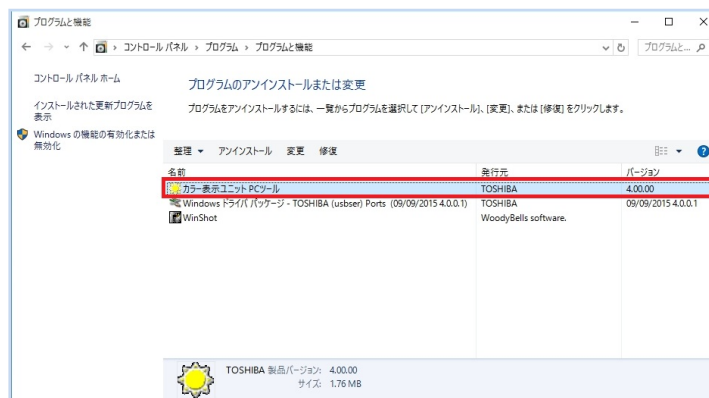 プログラムと機能
コントロール パネル › プログラム › プログラムと機能
プログラムと...
コントロール パネル ホーム
インストールされた更新プログラムを
表示
Windows の機能の有効化または
無効化
プログラムのアンインストールまたは変更
プログラムをアンインストールするには、一覧からプログラムを選択して [アンインストール]、[変更]、または [修復] をクリックします。
整理 アンインストール 変更 修復
名前 発行元 バージョン
カラー表示ユニット PCツール TOSHIBA 4.00.00
Windows ドライバ パッケージ - TOSHIBA (usbser) Ports (09/09/2015 4.0.0.1) TOSHIBA 09/09/2015 4.0.0.1
WinShot WoodyBells software.
TOSHIBA 製品バージョン: 4.00.00
サイズ: 1.76 MB